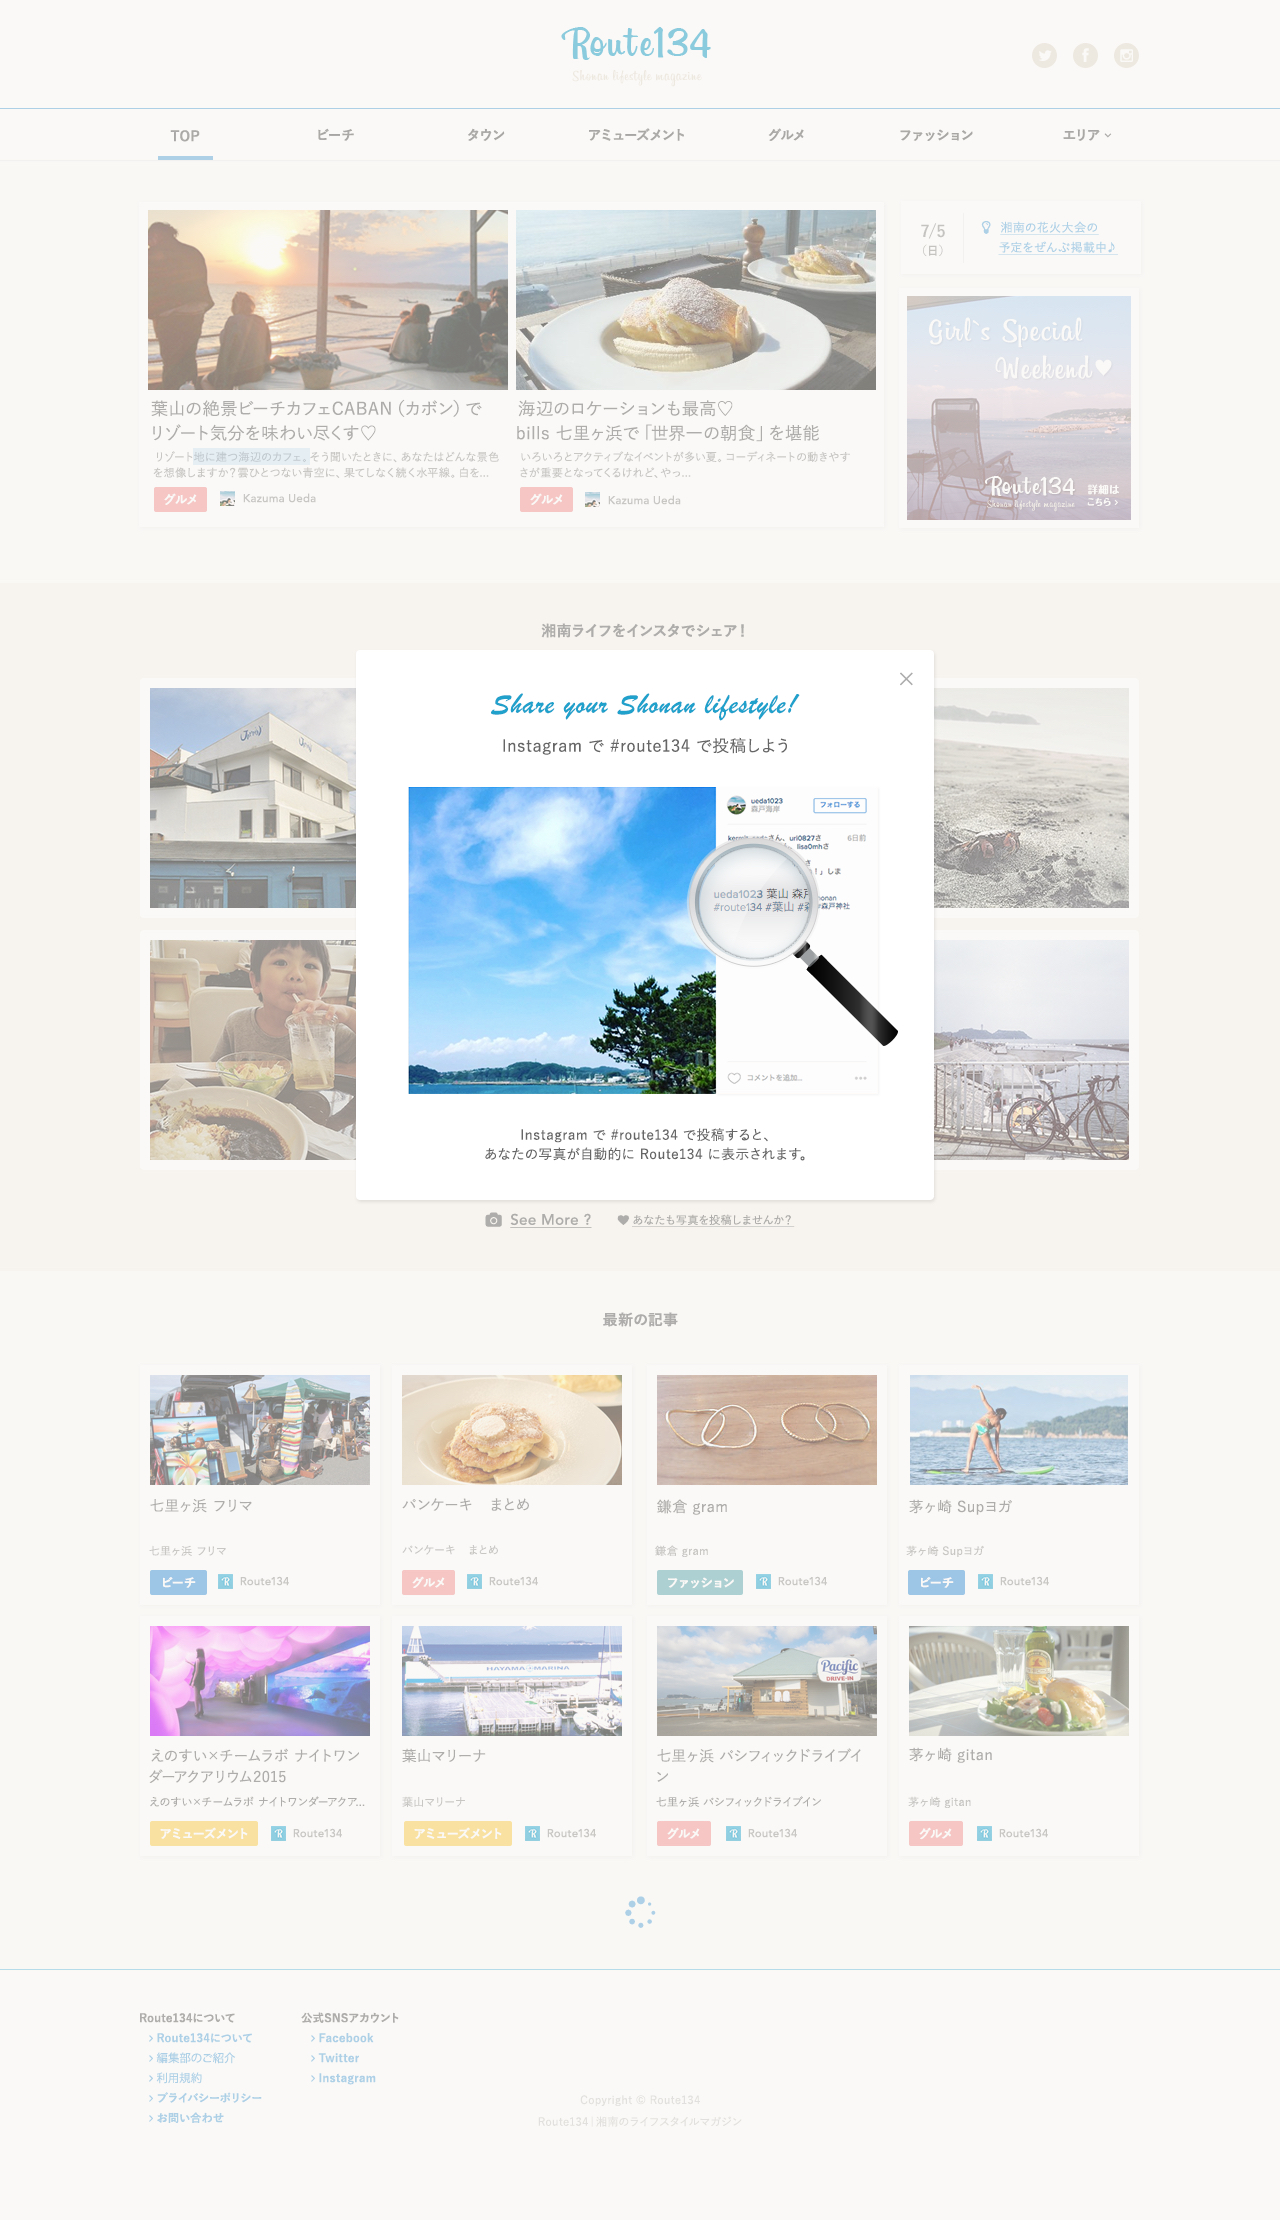 Route134
Shonan lifestyle magazine
TOP
ビーチ
タウン
アミューズメント
グルメ
ファッション
エリア
葉山の絶景ビーチカフェCABAN（カボン）で
リゾート気分を味わい尽くす♡
リゾート地に建つ海辺のカフェ。そう聞いたときに、あなたはどんな景色
を想像しますか？雲ひとつない青空に、果てしなく続く水平線。白を...
グルメ
Kazuma Ueda
海辺のロケーションも最高♡
bills 七里ヶ浜で「世界一の朝食」を堪能
いろいろとアクティブなイベントが多い夏。コーディネートの動きやす
さが重要となってくるけれど、やっ...
グルメ
Kazuma Ueda
7/5
（日）
湘南の花火大会の
予定をぜんぶ掲載中♪
Girl`s Special
Weekend♥
Route134
Shonan lifestyle magazine
詳細は
こちら ›
湘南ライフをインスタでシェア！
Share your Shonan lifestyle!
Instagram で #route134 で投稿しよう
ueda1023
森戸海岸
フォローする
6日前
ueda1023 葉山 森戸
#route134 #葉山 #森
#森戸神社
コメントを追加...
Instagram で #route134 で投稿すると、
あなたの写真が自動的に Route134 に表示されます。
See More ?
♥ あなたも写真を投稿しませんか？
最新の記事
七里ヶ浜 フリマ
七里ヶ浜 フリマ
ビーチ
Route134
パンケーキ　まとめ
パンケーキ　まとめ
グルメ
Route134
鎌倉 gram
鎌倉 gram
ファッション
Route134
茅ヶ崎 Supヨガ
茅ヶ崎 Supヨガ
ビーチ
Route134
えのすい×チームラボ ナイトワン
ダーアクアリウム2015
えのすい×チームラボ ナイトワンダーアクア...
アミューズメント
Route134
HAYAMA MARINA
葉山マリーナ
葉山マリーナ
アミューズメント
Route134
Pacific
DRIVE-IN
七里ヶ浜 パシフィックドライブイ
ン
七里ヶ浜 パシフィックドライブイン
グルメ
Route134
茅ヶ崎 gitan
茅ヶ崎 gitan
グルメ
Route134
Route134について
› Route134について
› 編集部のご紹介
› 利用規約
› プライバシーポリシー
› お問い合わせ
公式SNSアカウント
› Facebook
› Twitter
› Instagram
Copyright © Route134
Route134｜湘南のライフスタイルマガジン